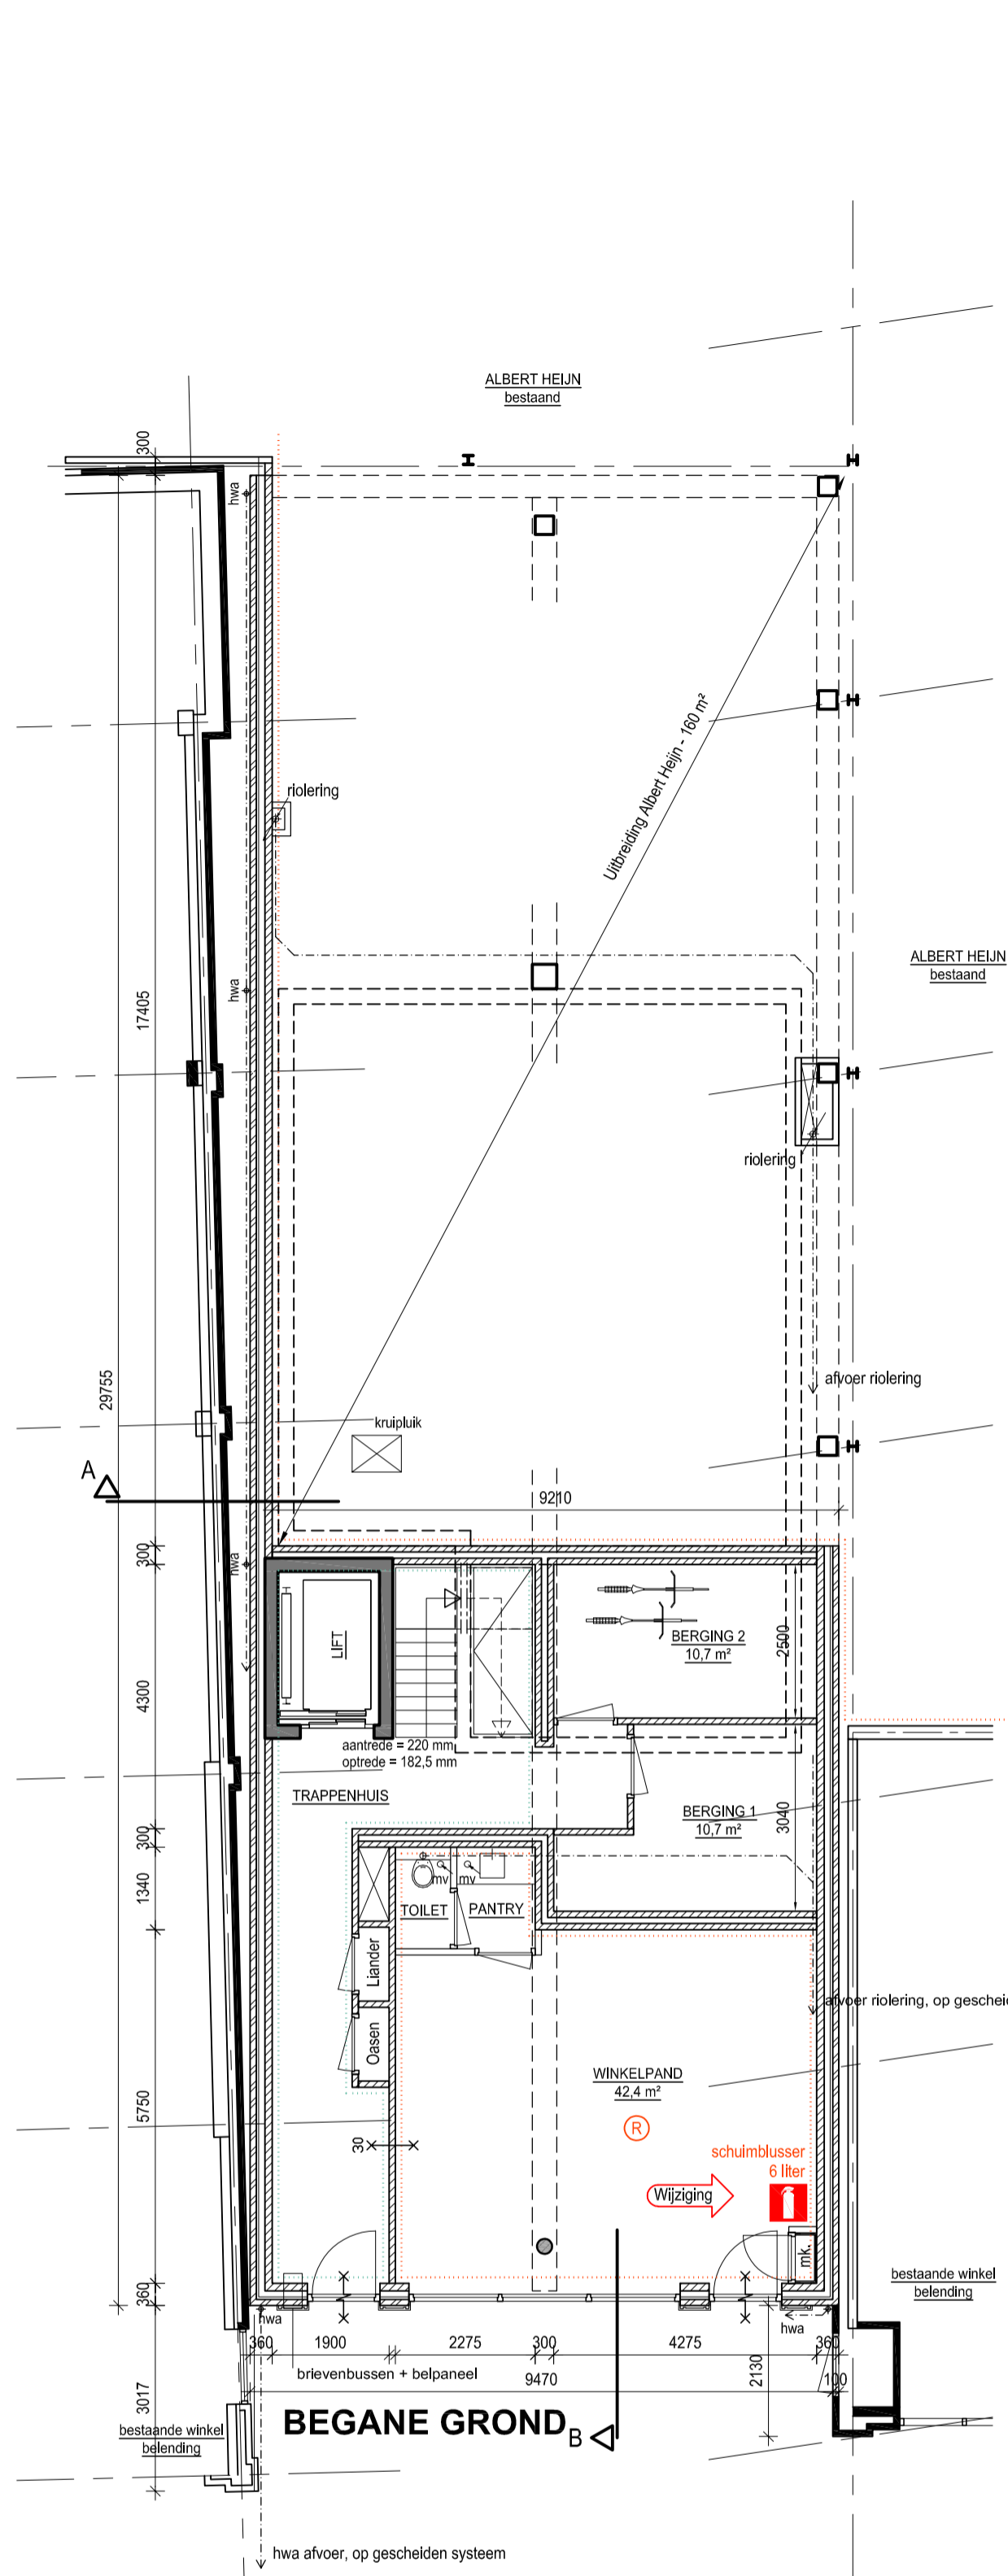 ALBERT HEIJN
bestaand
300
hwa
Uitbreiding Albert Heijn - 160 m²
riolering
ALBERT HEIJN
bestaand
hwa
17405
riolering
29755
afvoer riolering
kruipluik
A
9210
300
hwa
LIFT
BERGING 2
10,7 m²
2500
4300
aantrede = 220 mm
optrede = 182,5 mm
TRAPPENHUIS
BERGING 1
10,7 m²
3040
300
1340
mv
mv
TOILET
PANTRY
Liander
afvoer riolering, op geschei
Oasen
WINKELPAND
42,4 m²
5750
R
30
schuimblusser
6 liter
Wijziging
mk.
bestaande winkel
belending
360
hwa
hwa
360
1900
2275
300
4275
360
brievenbussen + belpaneel
9470
2130
100
3017
BEGANE GROND
B
bestaande winkel
belending
hwa afvoer, op gescheiden systeem